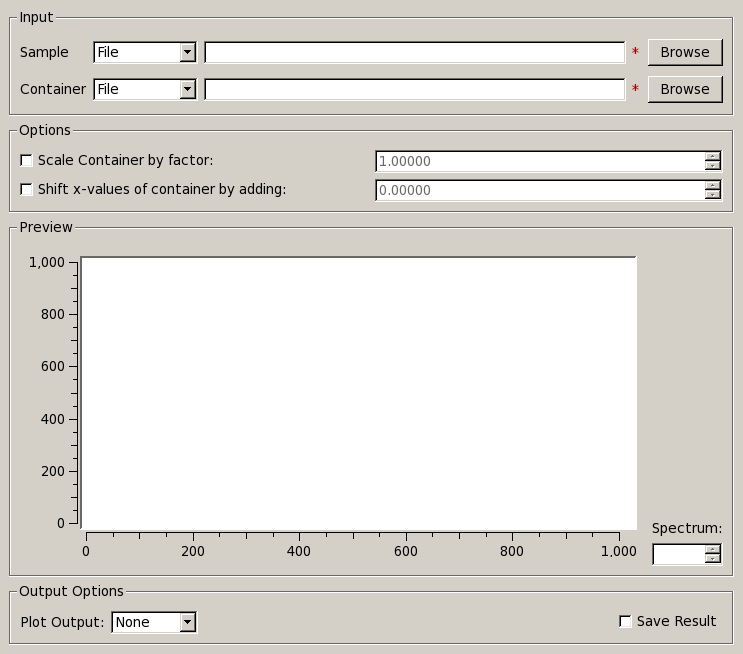 Input
Sample File * Browse
Container File * Browse
Options
Scale Container by factor: 1.00000
Shift x-values of container by adding: 0.00000
Preview
1,000
800
600
400
200
0
0 200 400 600 800 1,000
Spectrum:
Output Options
Plot Output: None Save Result